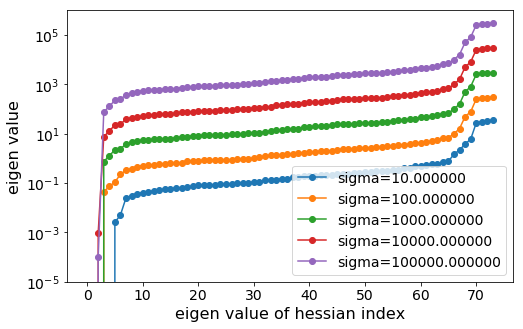 10^5
10^3
10^1
10^-1
10^-3
10^-5
eigen value
sigma=10.000000
sigma=100.000000
sigma=1000.000000
sigma=10000.000000
sigma=100000.000000
0 10 20 30 40 50 60 70
eigen value of hessian index